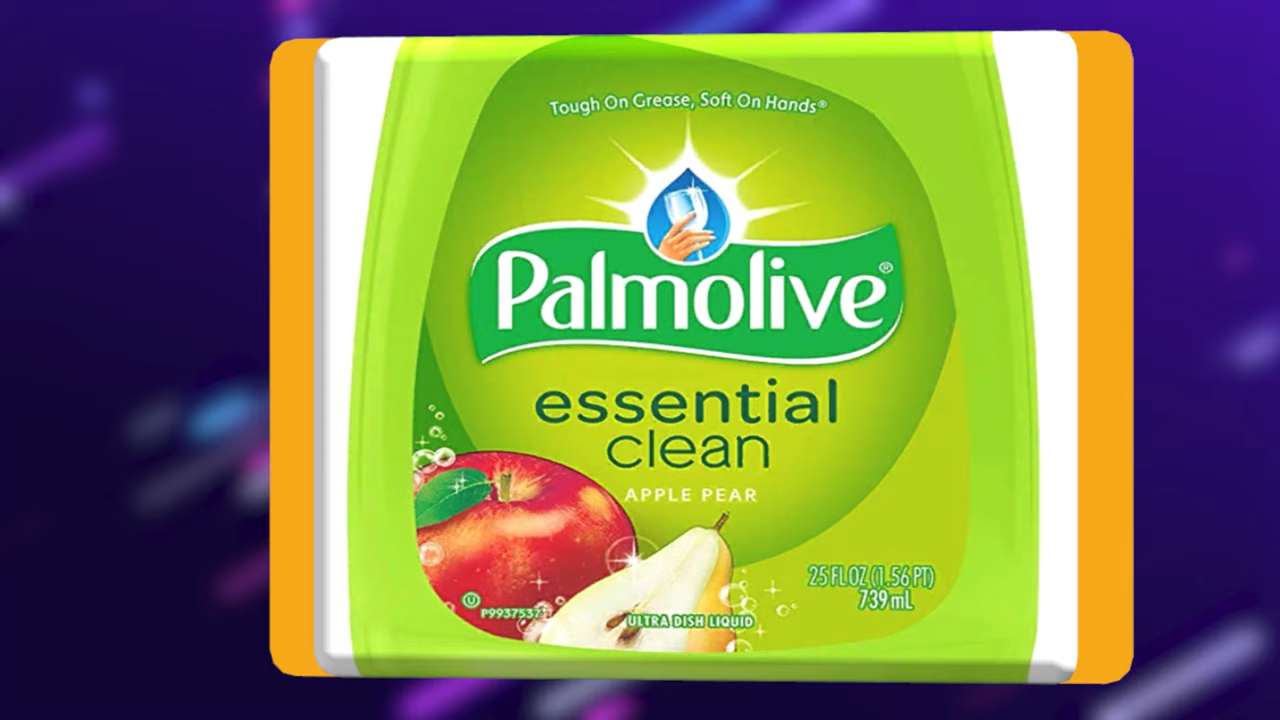 Tough On Grease, Soft On Hands®
Palmolive®
essential
clean
APPLE PEAR
25 FL OZ (1.56 PT)
739 mL
P9937537
ULTRA DISH LIQUID